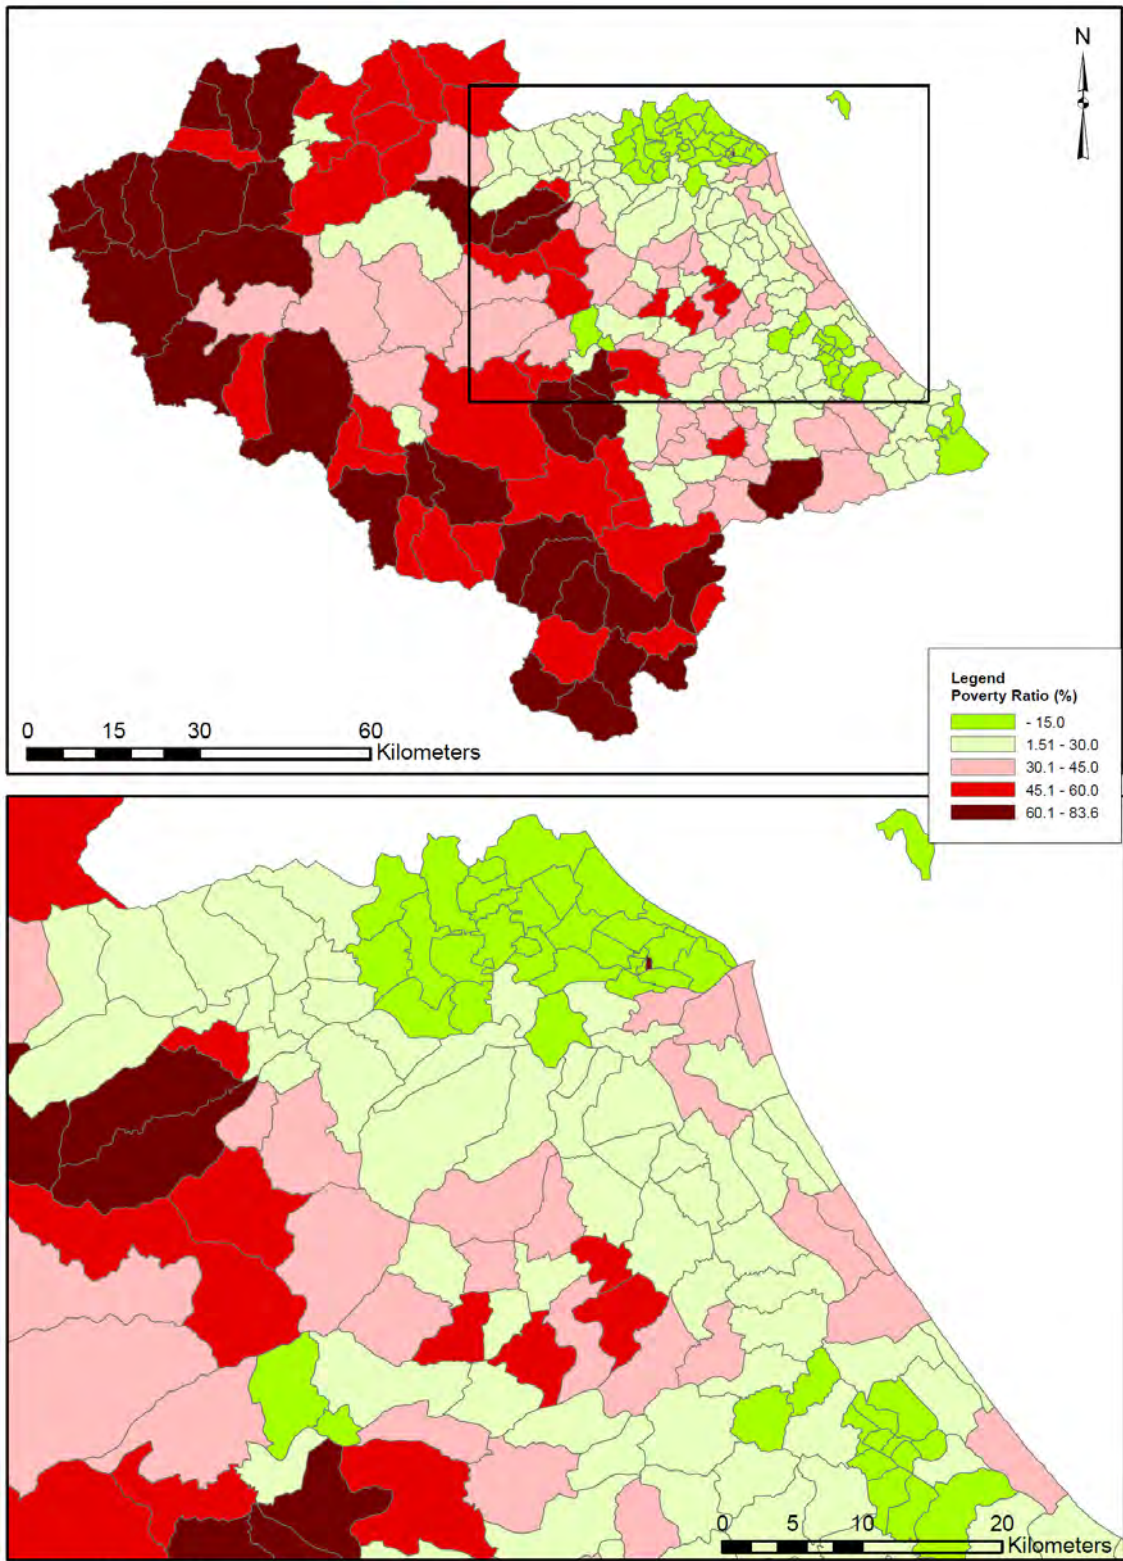 N
0 15 30 60
Kilometers
Legend
Poverty Ratio (%)
- 15.0
1.51 - 30.0
30.1 - 45.0
45.1 - 60.0
60.1 - 83.6
0 5 10 20
Kilometers